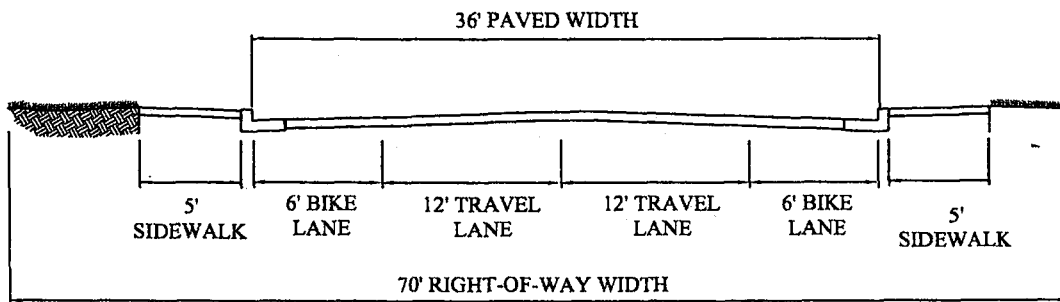 36' PAVED WIDTH
5'
SIDEWALK
6' BIKE
LANE
12' TRAVEL
LANE
12' TRAVEL
LANE
6' BIKE
LANE
5'
SIDEWALK
70' RIGHT-OF-WAY WIDTH